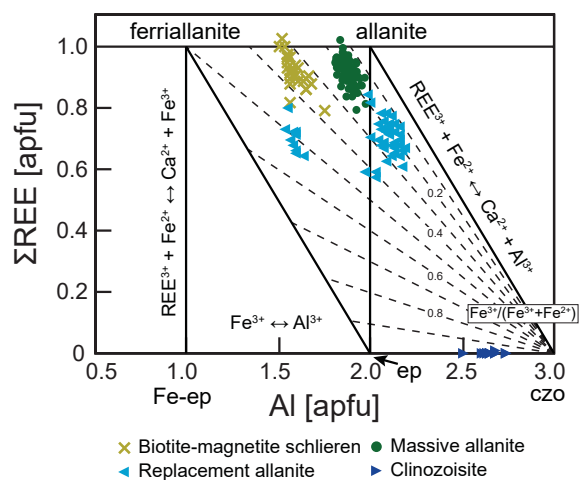 ferriallanite allanite
1.0
0.8
0.6
0.4
0.2
0
ΣREE [apfu]
REE³⁺ + Fe²⁺ ↔ Ca²⁺ + Fe³⁺
REE³⁺ + Fe²⁺ ↔ Ca²⁺ + Al³⁺
0.2
0.4
0.6
0.8
Fe³⁺/(Fe³⁺+Fe²⁺)
Fe³⁺ ↔ Al³⁺
0.5 1.0 1.5 2.0 2.5 3.0
ep
Fe-ep
czo
Al [apfu]
Biotite-magnetite schlieren Massive allanite
Replacement allanite Clinozoisite